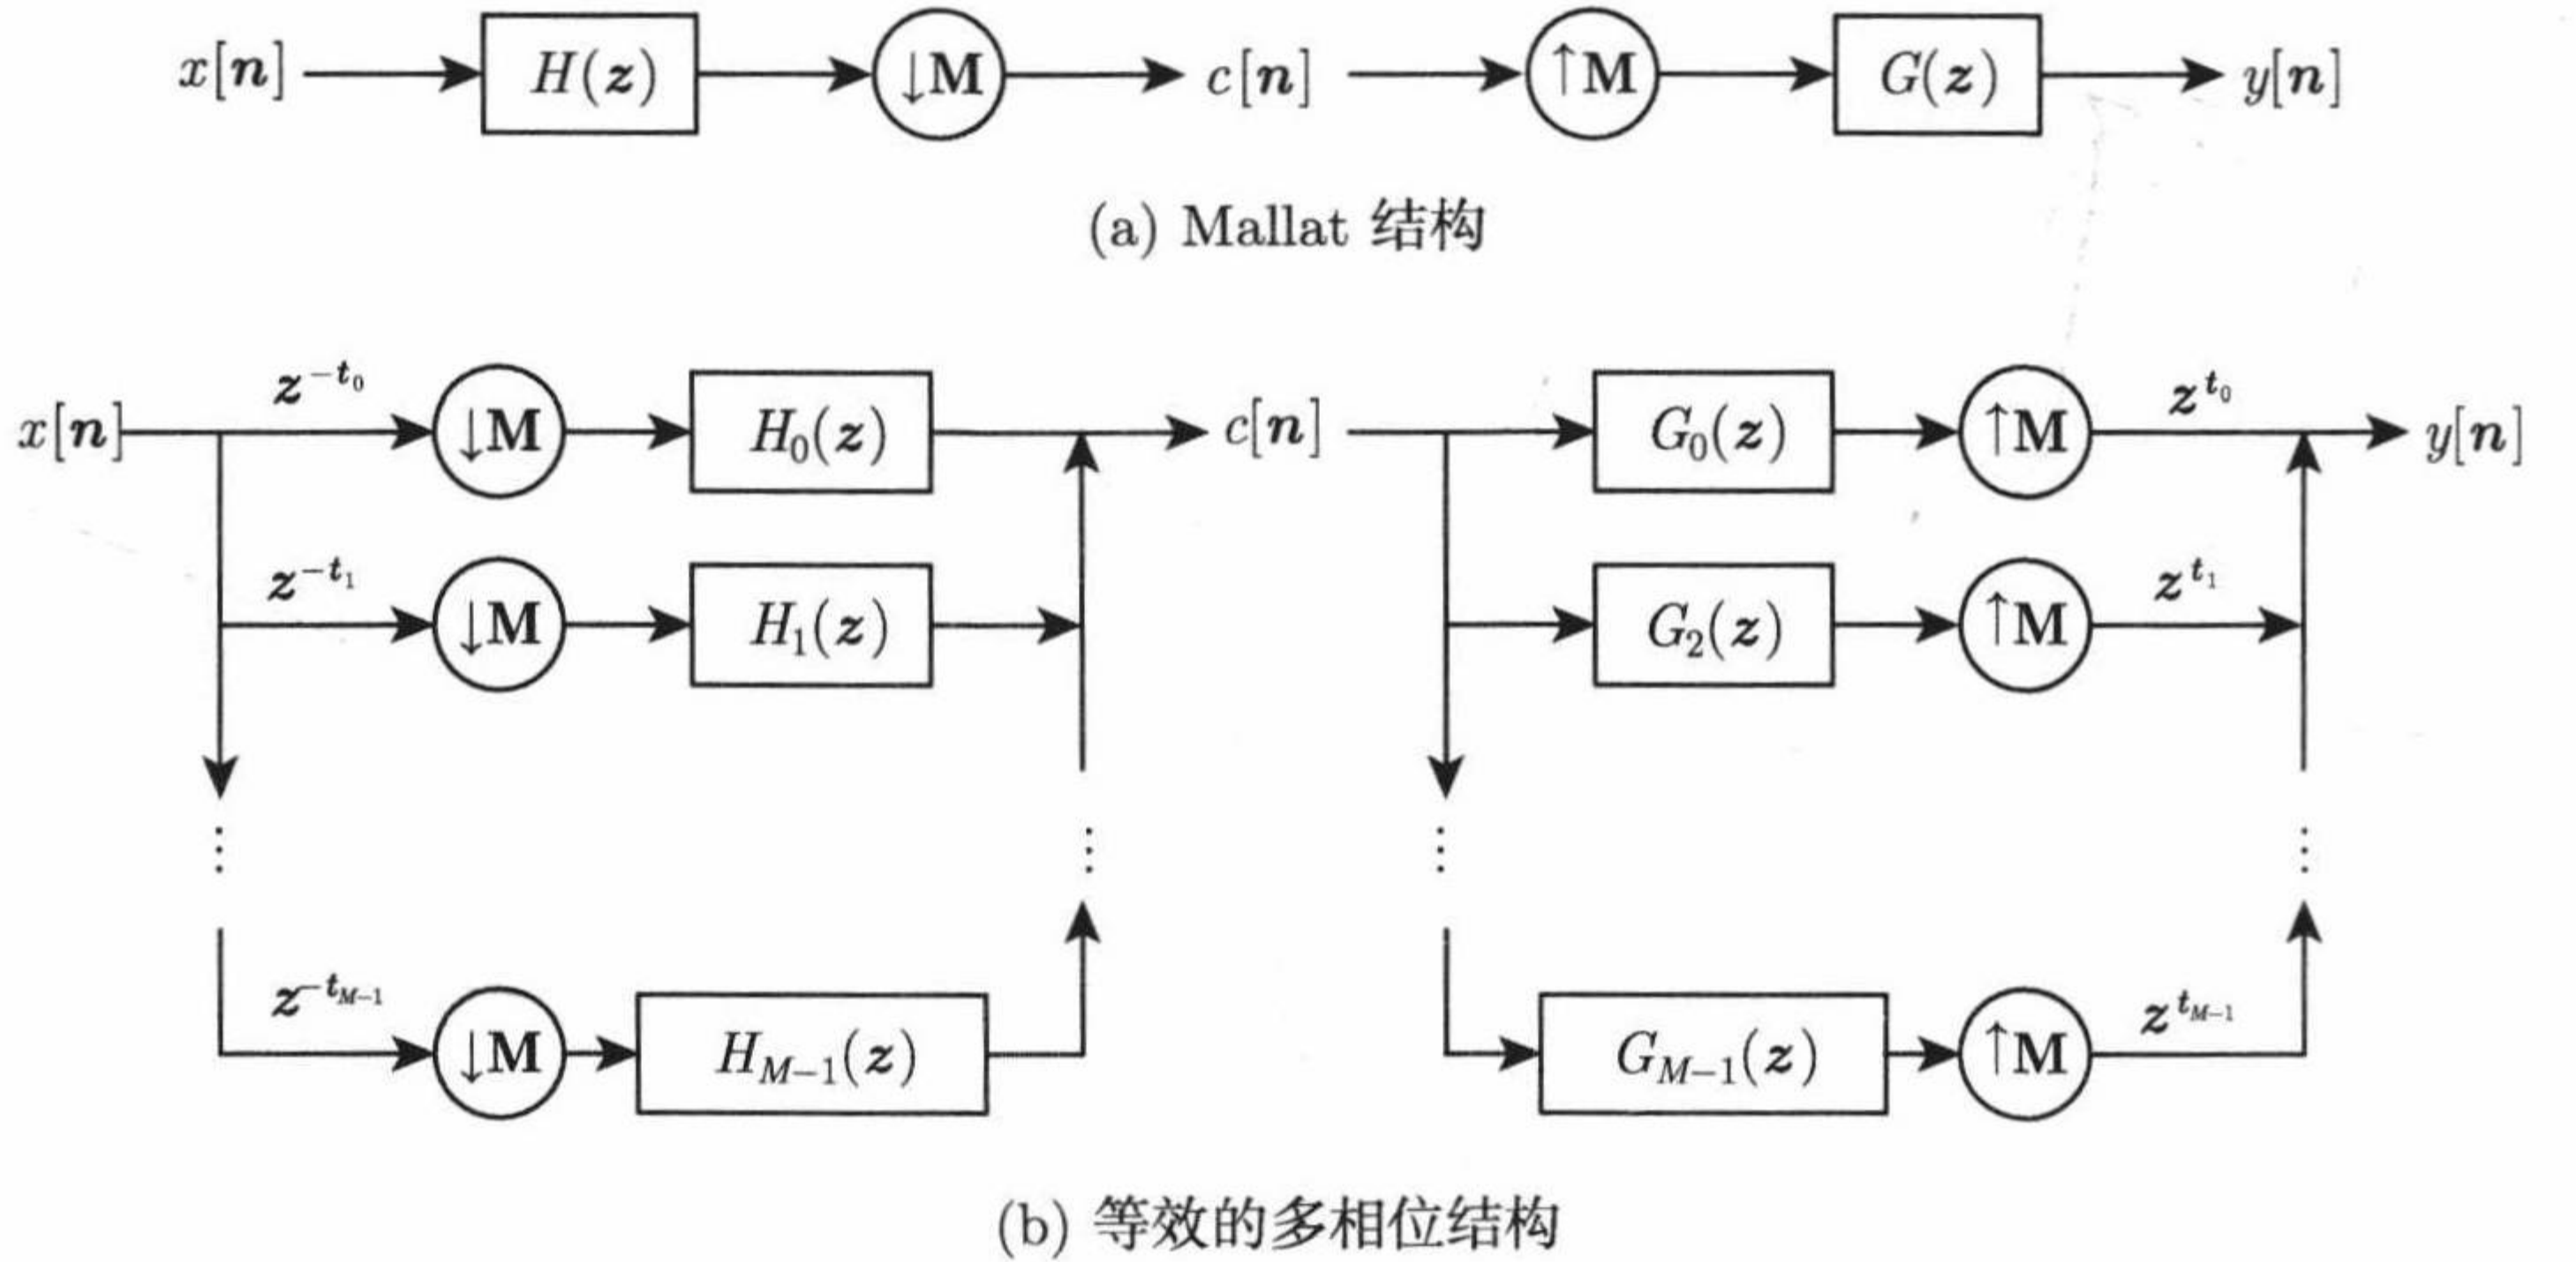 x[n] H(z) ↓M c[n] ↑M G(z) y[n]
(a) Mallat 结构
x[n] z^{-t_0} ↓M H_0(z) c[n] G_0(z) ↑M z^{t_0} y[n]
z^{-t_1} ↓M H_1(z) G_2(z) ↑M z^{t_1}
⋮ ⋮ ⋮ ⋮
z^{-t_{M-1}} ↓M H_{M-1}(z) G_{M-1}(z) ↑M z^{t_{M-1}}
(b) 等效的多相位结构